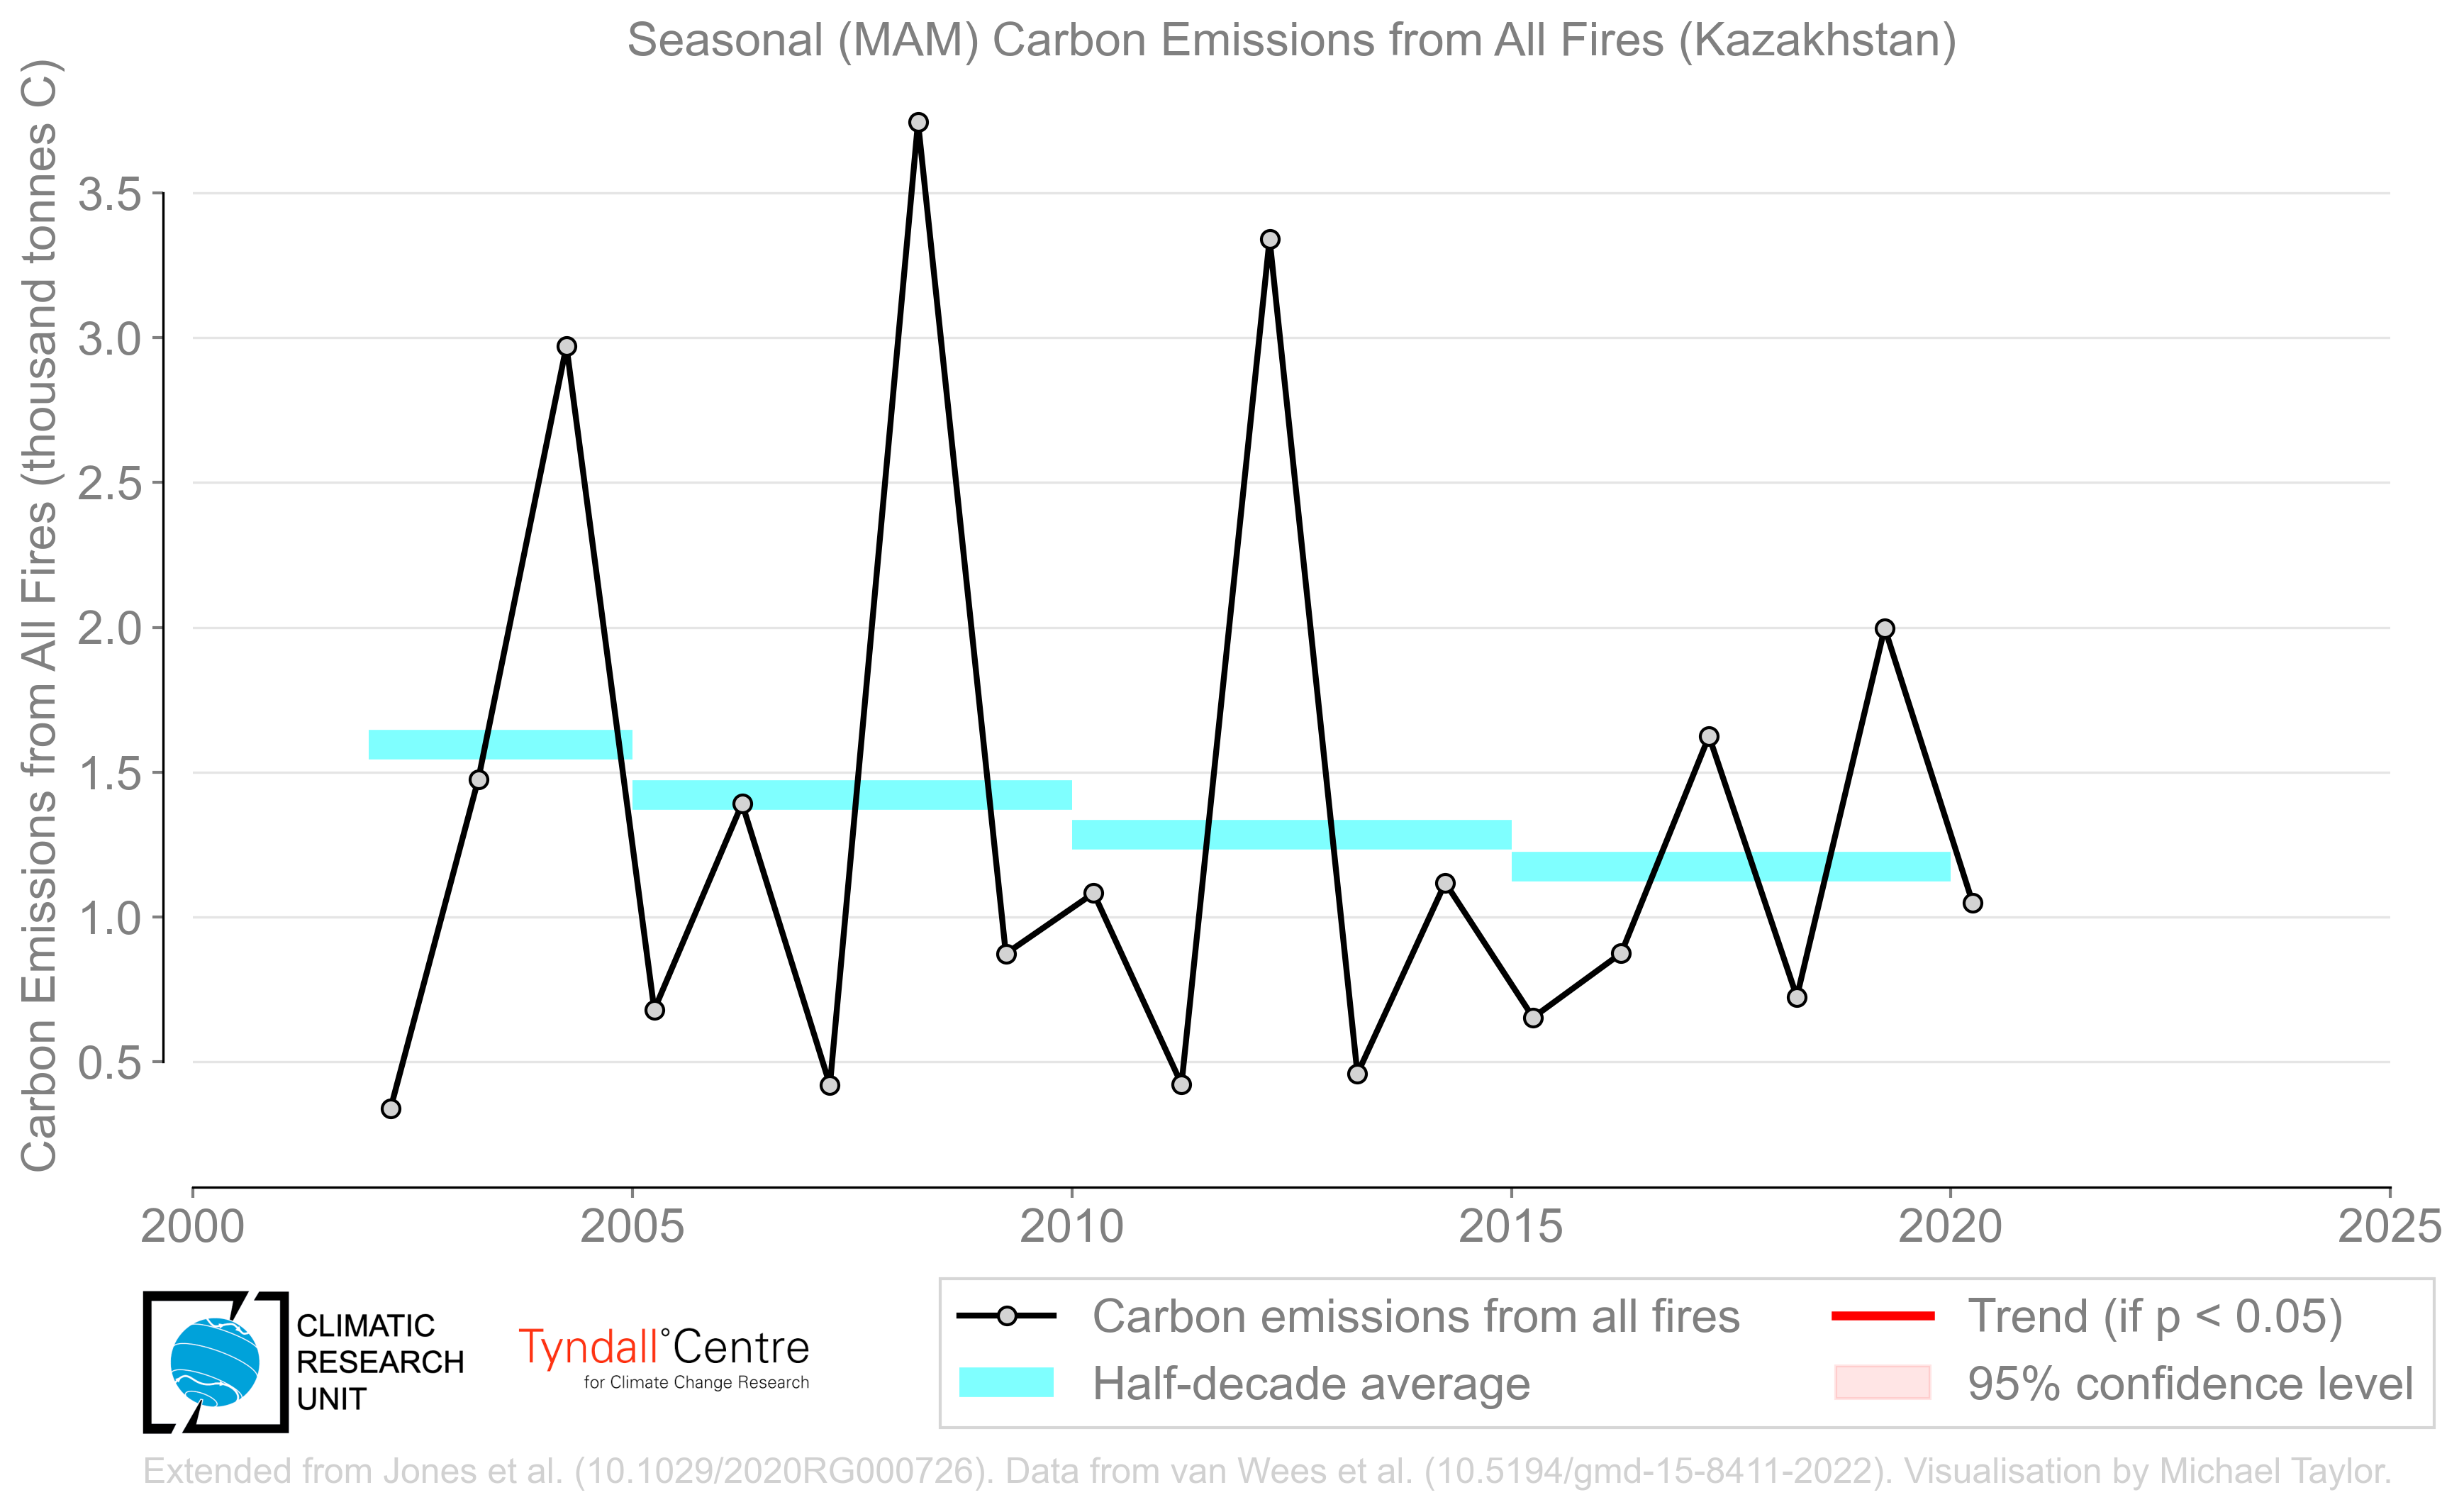 Seasonal (MAM) Carbon Emissions from All Fires (Kazakhstan)
Carbon Emissions from All Fires (thousand tonnes C)
3.5
3.0
2.5
2.0
1.5
1.0
0.5
2000 2005 2010 2015 2020 2025
CLIMATIC
RESEARCH
UNIT
Tyndall°Centre
for Climate Change Research
Carbon emissions from all fires
Half-decade average
Trend (if p < 0.05)
95% confidence level
Extended from Jones et al. (10.1029/2020RG000726). Data from van Wees et al. (10.5194/gmd-15-8411-2022). Visualisation by Michael Taylor.